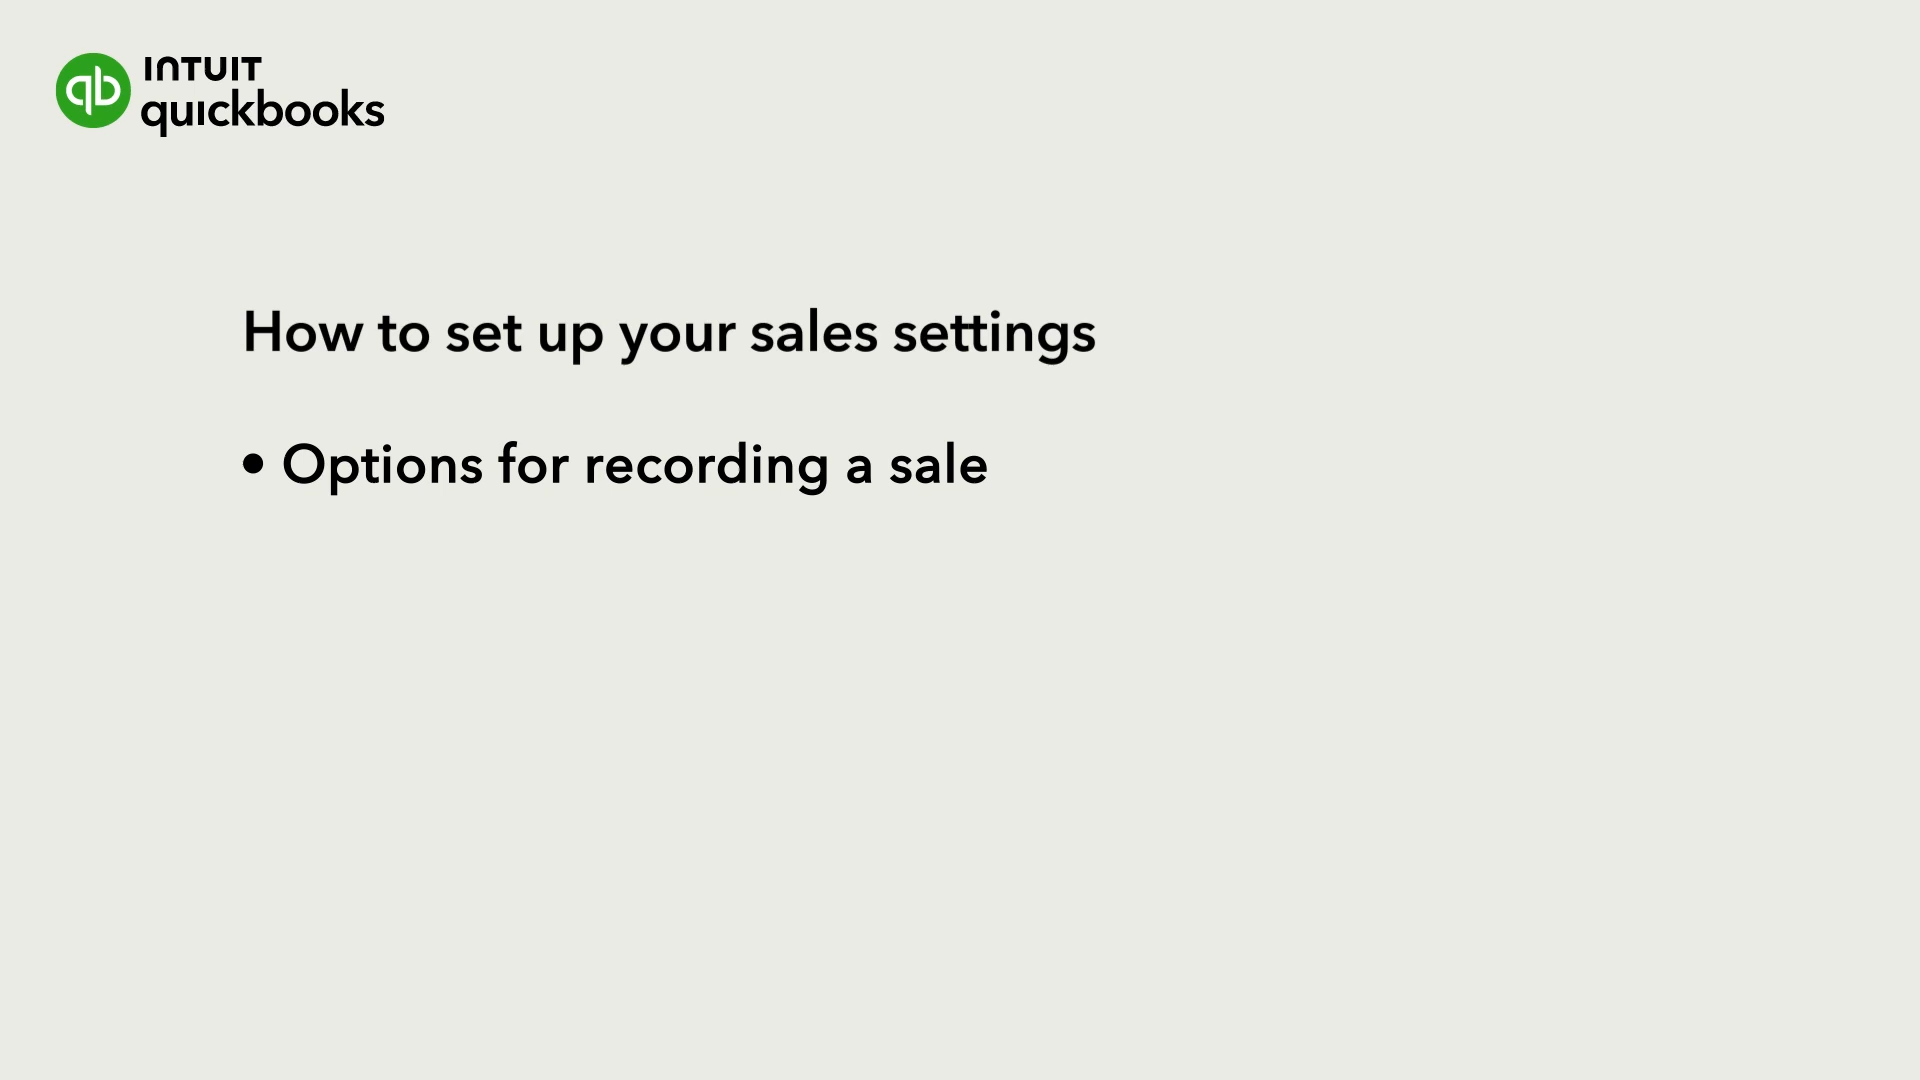 INTUIT
quickbooks
How to set up your sales settings
• Options for recording a sale